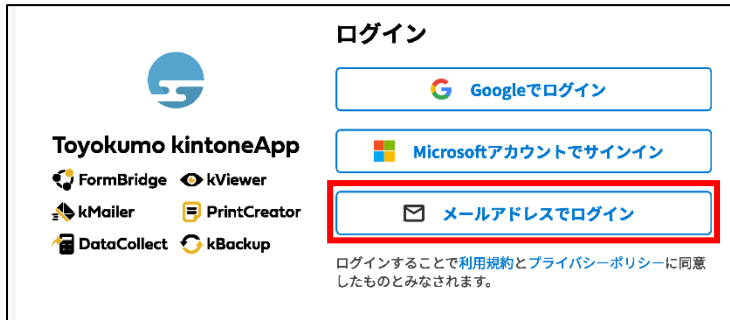 ログイン
Googleでログイン
Toyokumo kintoneApp
Microsoftアカウントでサインイン
FormBridge kViewer
kMailer PrintCreator
メールアドレスでログイン
DataCollect kBackup
ログインすることで利用規約とプライバシーポリシーに同意
したものとみなされます。